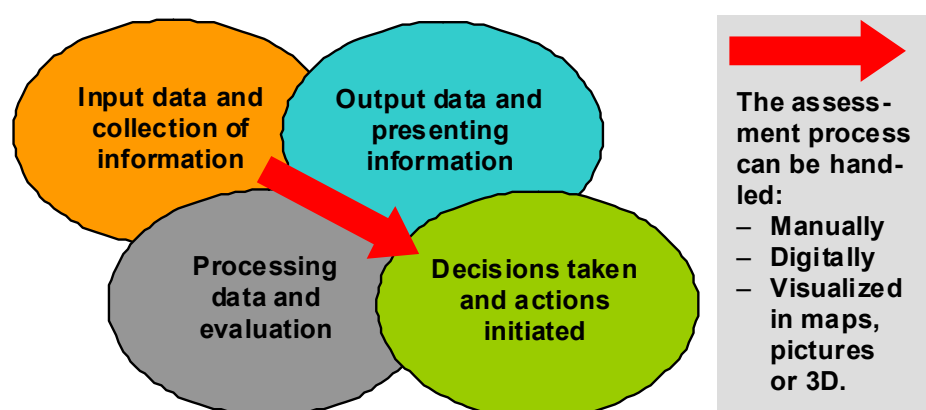 Input data and
collection of
information
Output data and
presenting
information
Processing
data and
evaluation
Decisions taken
and actions
initiated
The assess-
ment process
can be hand-
led:
– Manually
– Digitally
– Visualized
in maps,
pictures
or 3D.